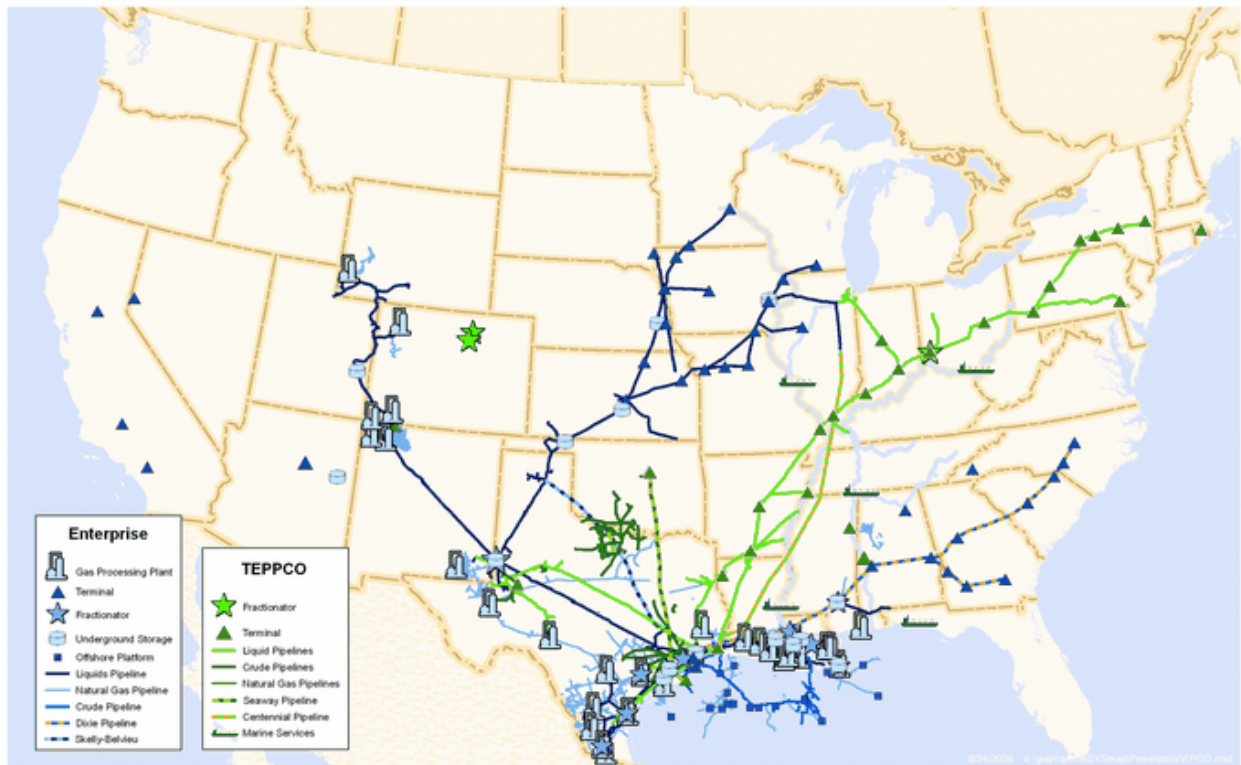 Enterprise
Gas Processing Plant
Terminal
Fractionator
Underground Storage
Offshore Platform
Liquids Pipeline
Natural Gas Pipeline
Crude Pipeline
Dixie Pipeline
Skelly-Belvieu
TEPPCO
Fractionator
Terminal
Liquid Pipelines
Crude Pipelines
Natural Gas Pipelines
Seaway Pipeline
Centennial Pipeline
Marine Services